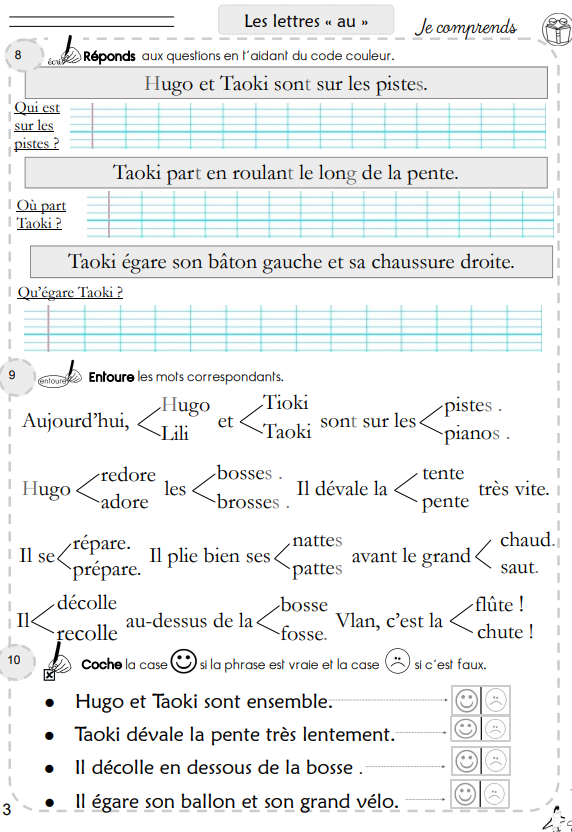 Les lettres « au »
Je comprends
8
écris
Réponds aux questions en t'aidant du code couleur.
Hugo et Taoki sont sur les pistes.
Qui est
sur les
pistes ?
Taoki part en roulant le long de la pente.
Où part
Taoki ?
Taoki égare son bâton gauche et sa chaussure droite.
Qu'égare Taoki ?
9
entoure
Entoure les mots correspondants.
Aujourd'hui, Hugo Lili et Tioki Taoki sont sur les pistes . pianos .
Hugo redore adore les bosses . brosses . Il dévale la tente pente très vite.
Il se répare. prépare. Il plie bien ses nattes pattes avant le grand chaud. saut.
Il décolle recolle au-dessus de la bosse fosse. Vlan, c'est la flûte ! chute !
10
Coche la case si la phrase est vraie et la case si c'est faux.
• Hugo et Taoki sont ensemble.
• Taoki dévale la pente très lentement.
• Il décolle en dessous de la bosse .
• Il égare son ballon et son grand vélo.
3